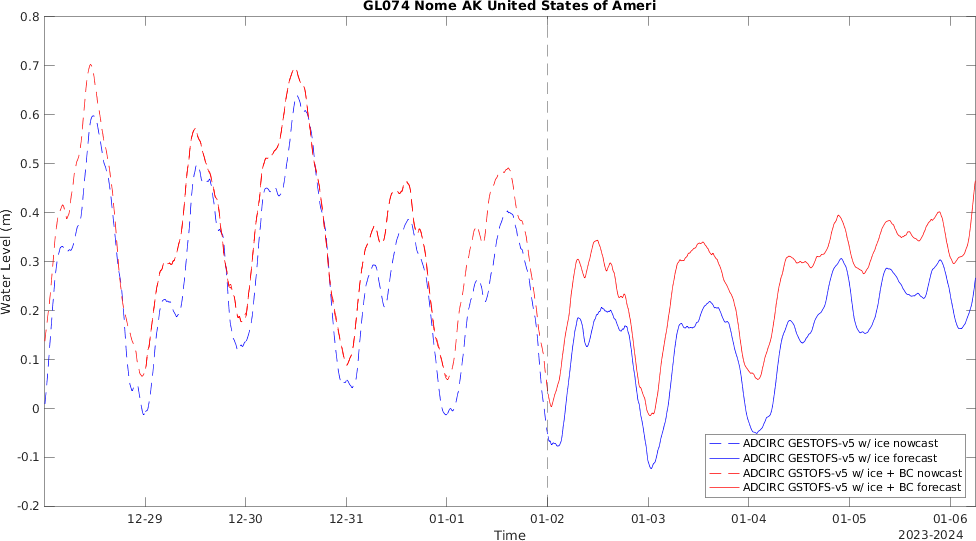 GL074 Nome AK United States of Ameri
0.8
0.7
0.6
0.5
0.4
0.3
0.2
0.1
0
-0.1
-0.2
Water Level (m)
12-29 12-30 12-31 01-01 01-02 01-03 01-04 01-05 01-06
Time
2023-2024
ADCIRC GESTOFS-v5 w/ ice nowcast
ADCIRC GESTOFS-v5 w/ ice forecast
ADCIRC GSTOFS-v5 w/ ice + BC nowcast
ADCIRC GSTOFS-v5 w/ ice + BC forecast